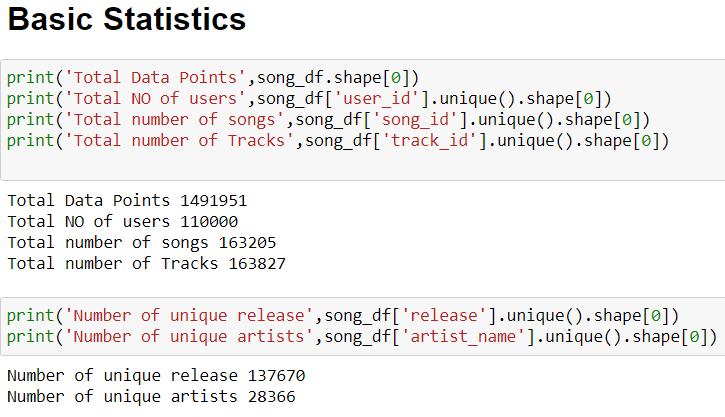 Basic Statistics
print('Total Data Points',song_df.shape[0])
print('Total NO of users',song_df['user_id'].unique().shape[0])
print('Total number of songs',song_df['song_id'].unique().shape[0])
print('Total number of Tracks',song_df['track_id'].unique().shape[0])
Total Data Points 1491951
Total NO of users 110000
Total number of songs 163205
Total number of Tracks 163827
print('Number of unique release',song_df['release'].unique().shape[0])
print('Number of unique artists',song_df['artist_name'].unique().shape[0])
Number of unique release 137670
Number of unique artists 28366